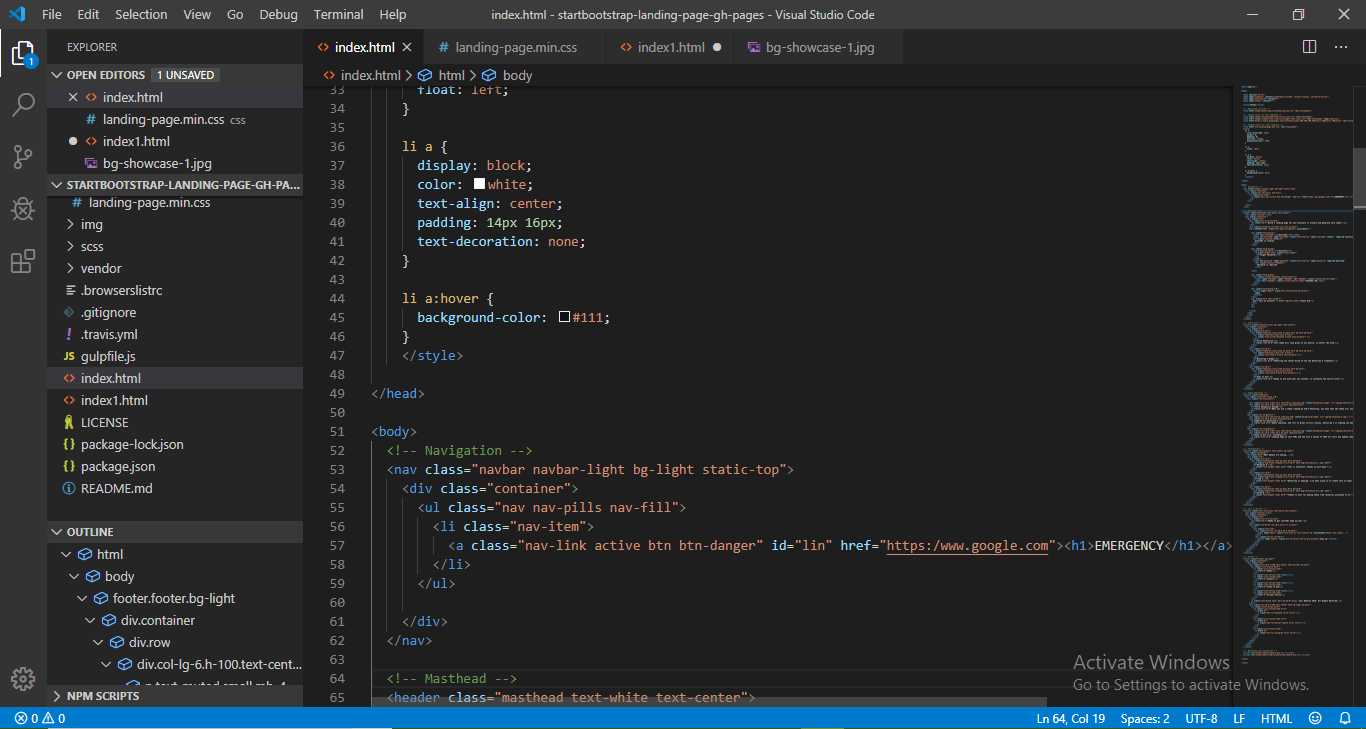 File Edit Selection View Go Debug Terminal Help
index.html - startbootstrap-landing-page-gh-pages - Visual Studio Code
1
EXPLORER
OPEN EDITORS 1 UNSAVED
index.html
landing-page.min.css css
index1.html
bg-showcase-1.jpg
STARTBOOTSTRAP-LANDING-PAGE-GH-PA...
landing-page.min.css
img
scss
vendor
.browserslistrc
.gitignore
.travis.yml
JS gulpfile.js
index.html
index1.html
LICENSE
package-lock.json
package.json
README.md
OUTLINE
html
body
footer.footer.bg-light
div.container
div.row
div.col-lg-6.h-100.text-cent...
p.text-muted.small.mb-4...
NPM SCRIPTS
index.html landing-page.min.css index1.html bg-showcase-1.jpg
index.html > html > body
33 float: left;
34 }
35
36 li a {
37 display: block;
38 color: white;
39 text-align: center;
40 padding: 14px 16px;
41 text-decoration: none;
42 }
43
44 li a:hover {
45 background-color: #111;
46 }
47 </style>
48
49 </head>
50
51 <body>
52 <!-- Navigation -->
53 <nav class="navbar navbar-light bg-light static-top">
54 <div class="container">
55 <ul class="nav nav-pills nav-fill">
56 <li class="nav-item">
57 <a class="nav-link active btn btn-danger" id="lin" href="https:/www.google.com"><h1>EMERGENCY</h1></a>
58 </li>
59 </ul>
60
61 </div>
62 </nav>
63
64 <!-- Masthead -->
65 <header class="masthead text-white text-center">
Activate Windows
Go to Settings to activate Windows.
0 0
Ln 64, Col 19 Spaces: 2 UTF-8 LF HTML